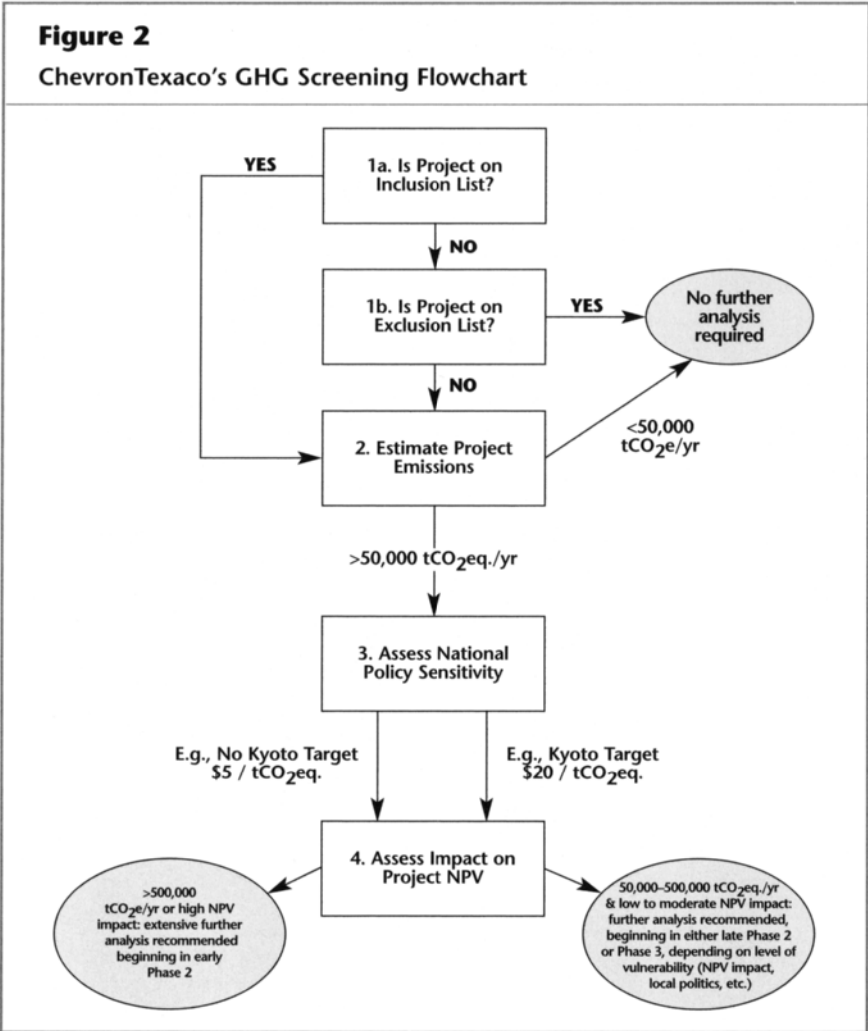 Figure 2
ChevronTexaco's GHG Screening Flowchart
YES
1a. Is Project on
Inclusion List?
NO
1b. Is Project on
Exclusion List?
YES
No further
analysis
required
NO
2. Estimate Project
Emissions
<50,000
tCO₂e/yr
>50,000 tCO₂eq./yr
3. Assess National
Policy Sensitivity
E.g., No Kyoto Target
$5 / tCO₂eq.
E.g., Kyoto Target
$20 / tCO₂eq.
4. Assess Impact on
Project NPV
>500,000
tCO₂e/yr or high NPV
impact: extensive further
analysis recommended
beginning in early
Phase 2
50,000–500,000 tCO₂eq./yr
& low to moderate NPV impact:
further analysis recommended,
beginning in either late Phase 2
or Phase 3, depending on level of
vulnerability (NPV impact,
local politics, etc.)